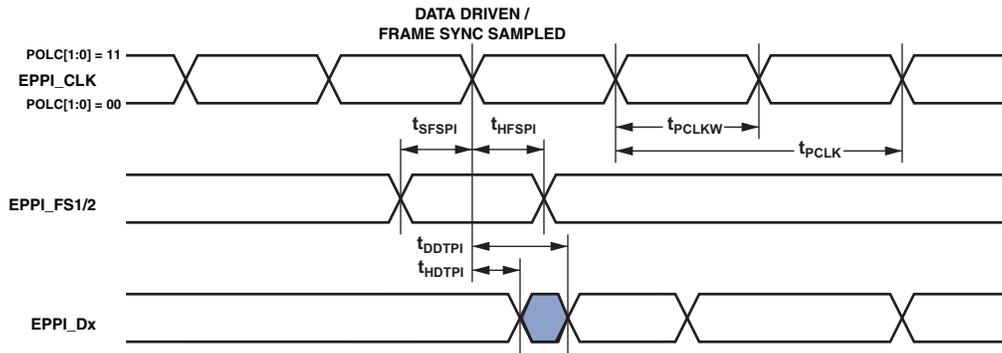 DATA DRIVEN /
FRAME SYNC SAMPLED
POLC[1:0] = 11
EPPI_CLK
POLC[1:0] = 00
tSFSPI
tHFSPI
tPCLKW
tPCLK
EPPI_FS1/2
tDDTPI
tHDTPI
EPPI_Dx